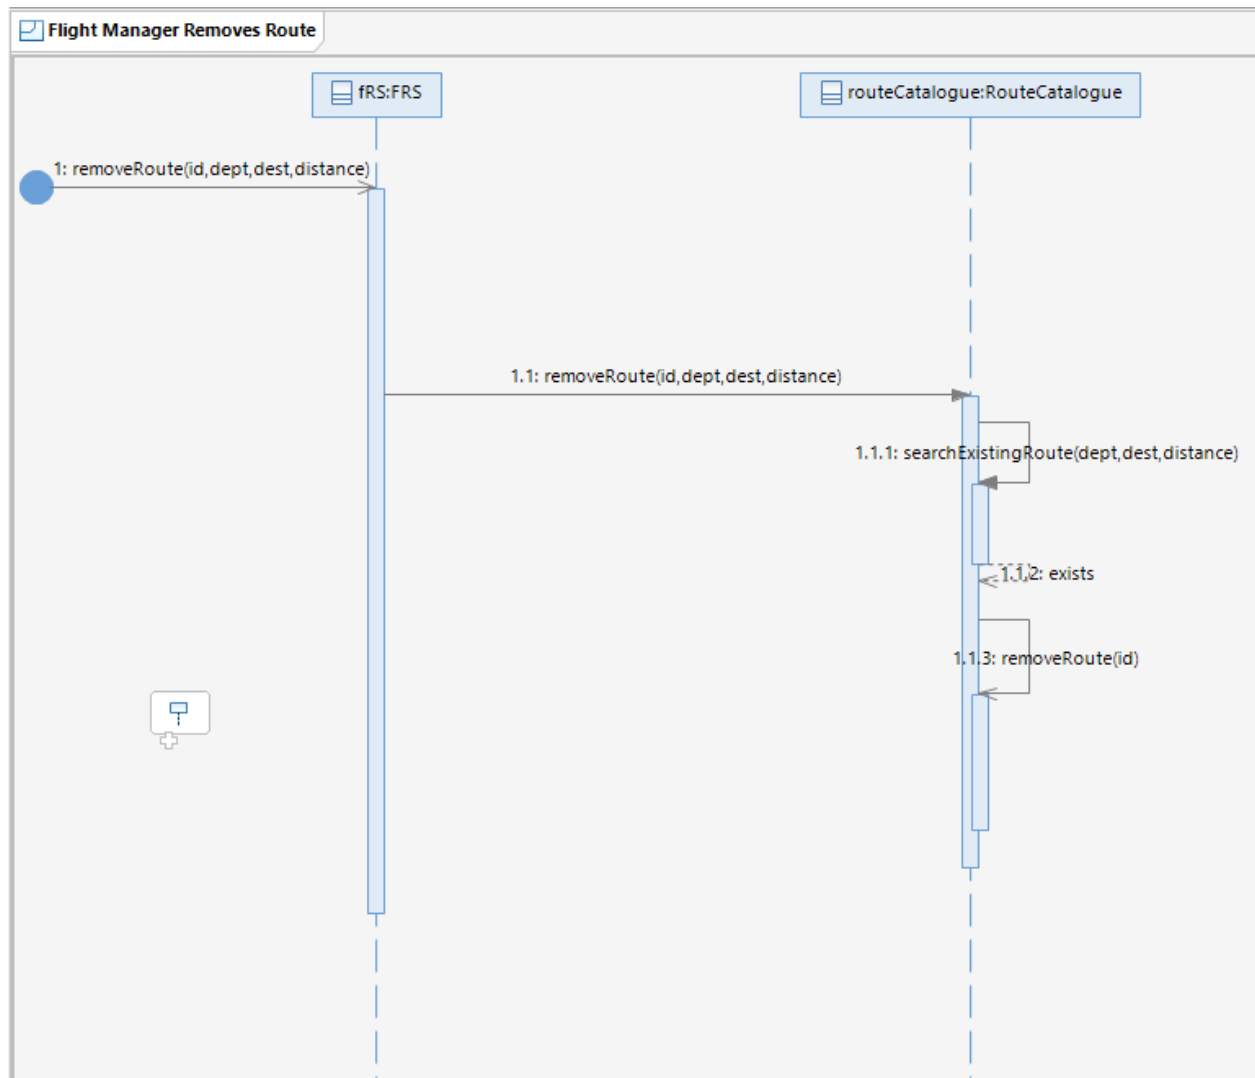 Flight Manager Removes Route
fRS:FRS
routeCatalogue:RouteCatalogue
1: removeRoute(id,dept,dest,distance)
1.1: removeRoute(id,dept,dest,distance)
1.1.1: searchExistingRoute(dept,dest,distance)
1.1.2: exists
1.1.3: removeRoute(id)